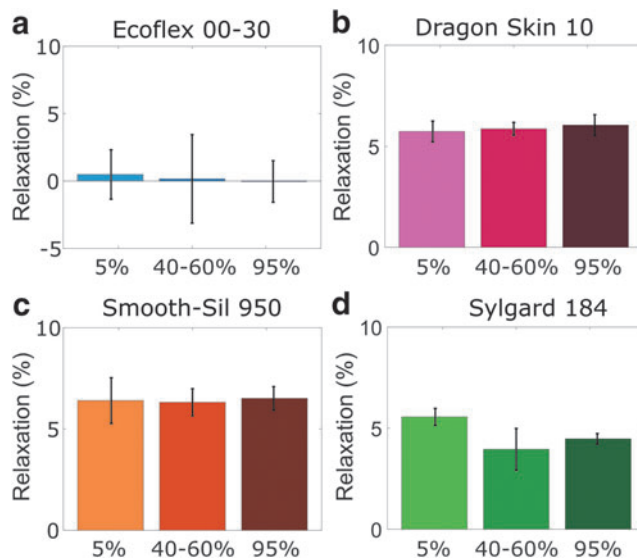 a Ecoflex 00-30
10
5
0
-5
Relaxation (%)
5% 40-60% 95%
b Dragon Skin 10
10
5
0
Relaxation (%)
5% 40-60% 95%
c Smooth-Sil 950
10
5
0
Relaxation (%)
5% 40-60% 95%
d Sylgard 184
10
5
0
Relaxation (%)
5% 40-60% 95%